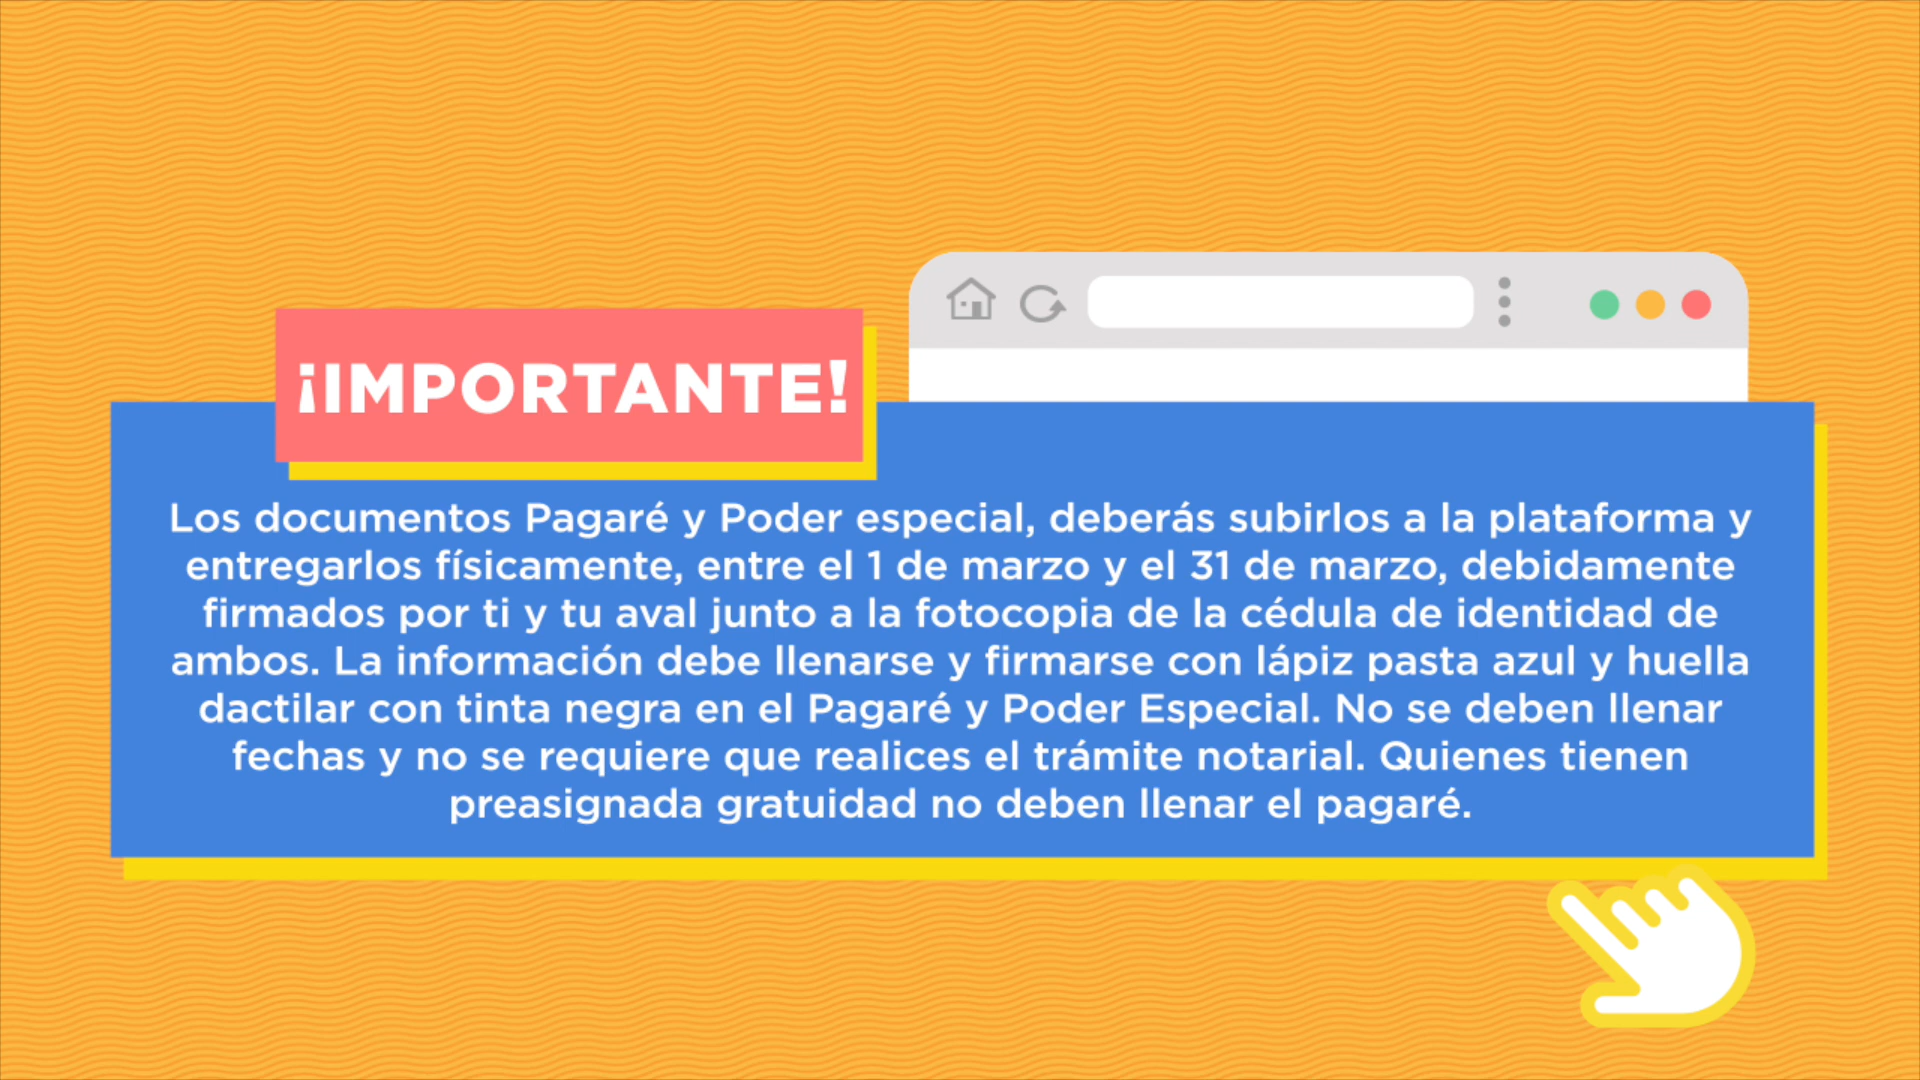 ¡IMPORTANTE!
Los documentos Pagaré y Poder especial, deberás subirlos a la plataforma y
entregarlos físicamente, entre el 1 de marzo y el 31 de marzo, debidamente
firmados por ti y tu aval junto a la fotocopia de la cédula de identidad de
ambos. La información debe llenarse y firmarse con lápiz pasta azul y huella
dactilar con tinta negra en el Pagaré y Poder Especial. No se deben llenar
fechas y no se requiere que realices el trámite notarial. Quienes tienen
preasignada gratuidad no deben llenar el pagaré.